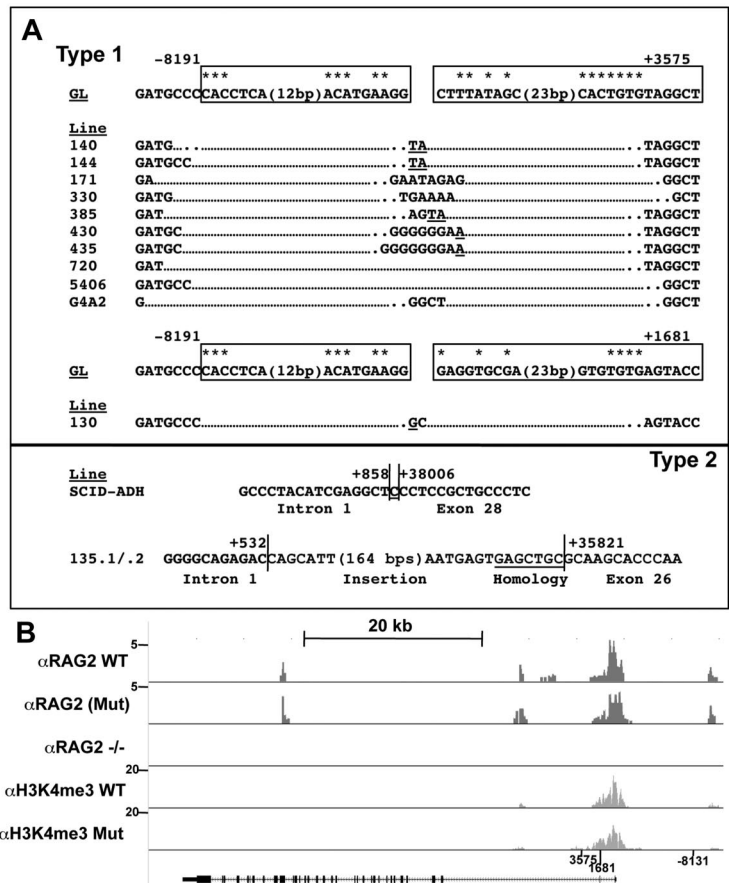 A
Type 1
-8191 +3575
*** *** ** ** * * *******
GL GATGCCCCACCTCA(12bp)ACATGAAGG CTTTATAGC(23bp)CACTGTGTAGGCT
Line
140 GATG....TA....TAGGCT
144 GATGCC....TA....TAGGCT
171 GA....GAATAGAG....GGCT
330 GATG....TGAAAA....GCT
385 GAT....AGTA....TAGGCT
430 GATGC....GGGGGGAA....TAGGCT
435 GATGC....GGGGGGGAA....TAGGCT
720 GAT....TAGGCT
5406 GATGCC....GGCT
G4A2 G....GGCT....GGCT
-8191 +1681
*** *** ** * * * ****
GL GATGCCCCACCTCA(12bp)ACATGAAGG GAGGTGCGA(23bp)GTGTGTGAGTACC
Line
130 GATGCCC....GC....AGTACC
Type 2
Line +858 +38006
SCID-ADH GCCCTACATCGAGGCTCCCTCCGCTGCCCTC
Intron 1 Exon 28
+532 +35821
135.1/.2 GGGGCAGAGACCAGCATT(164 bps)AATGAGTGAGCTGCGCAAGCACCCAA
Intron 1 Insertion Homology Exon 26
B
20 kb
5
αRAG2 WT
5
αRAG2 (Mut)
αRAG2 -/-
20
αH3K4me3 WT
20
αH3K4me3 Mut
3575 -8131
1681